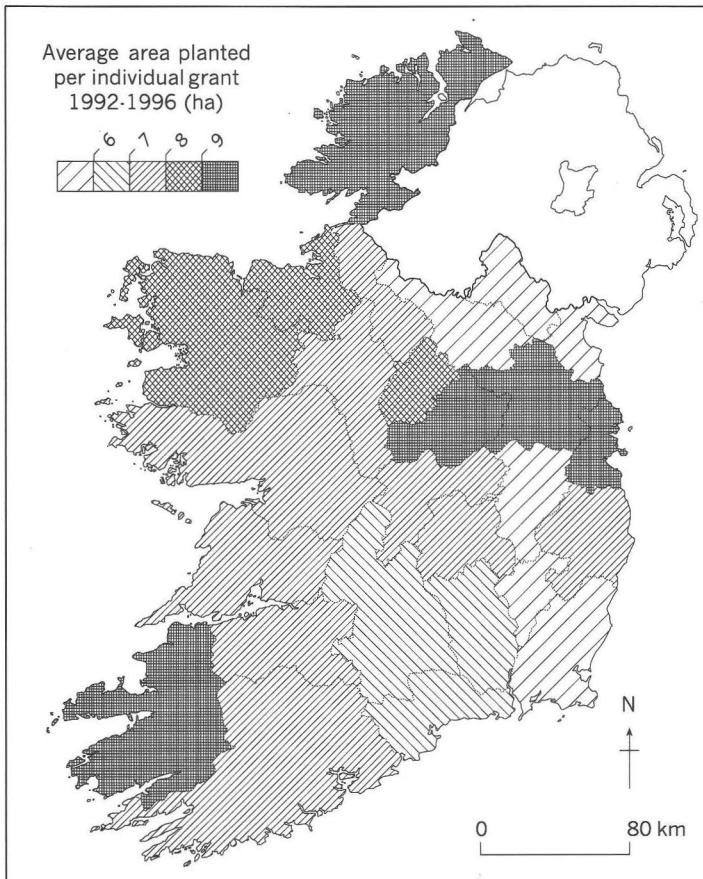 Average area planted
per individual grant
1992-1996 (ha)
6 7 8 9
N
0 80 km